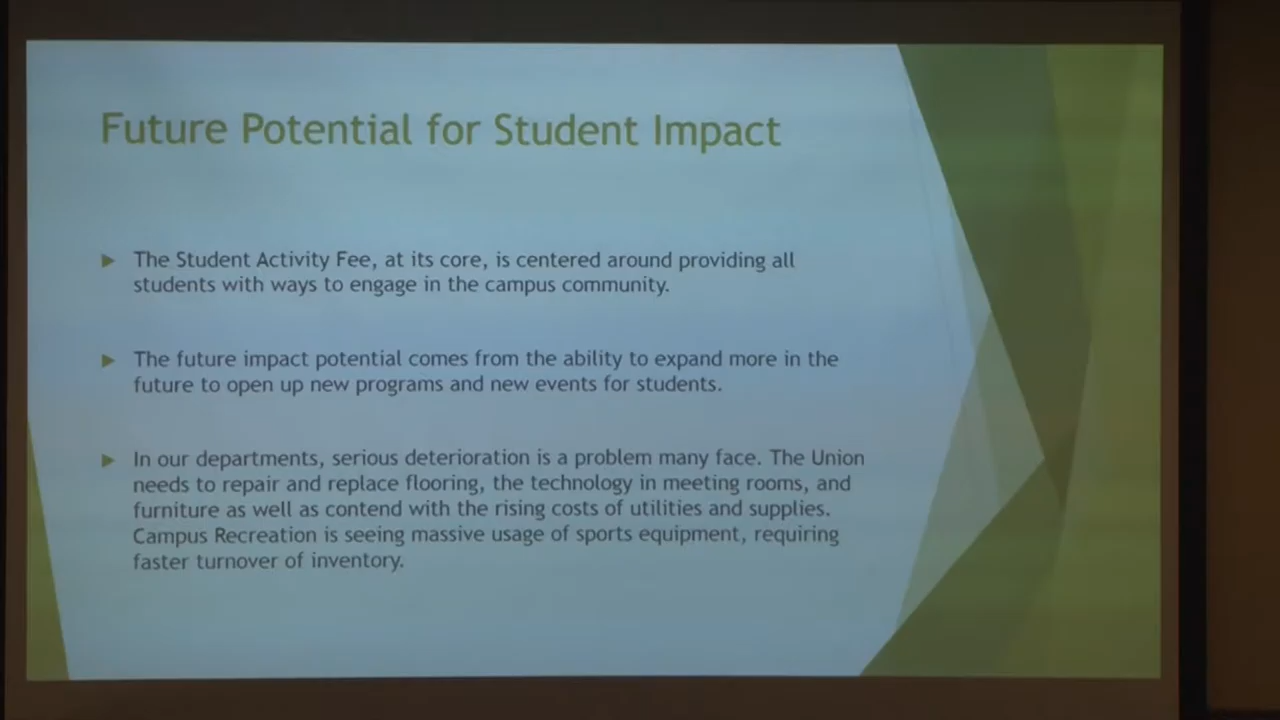 Future Potential for Student Impact
The Student Activity Fee, at its core, is centered around providing all
students with ways to engage in the campus community.
The future impact potential comes from the ability to expand more in the
future to open up new programs and new events for students.
In our departments, serious deterioration is a problem many face. The Union
needs to repair and replace flooring, the technology in meeting rooms, and
furniture as well as contend with the rising costs of utilities and supplies.
Campus Recreation is seeing massive usage of sports equipment, requiring
faster turnover of inventory.